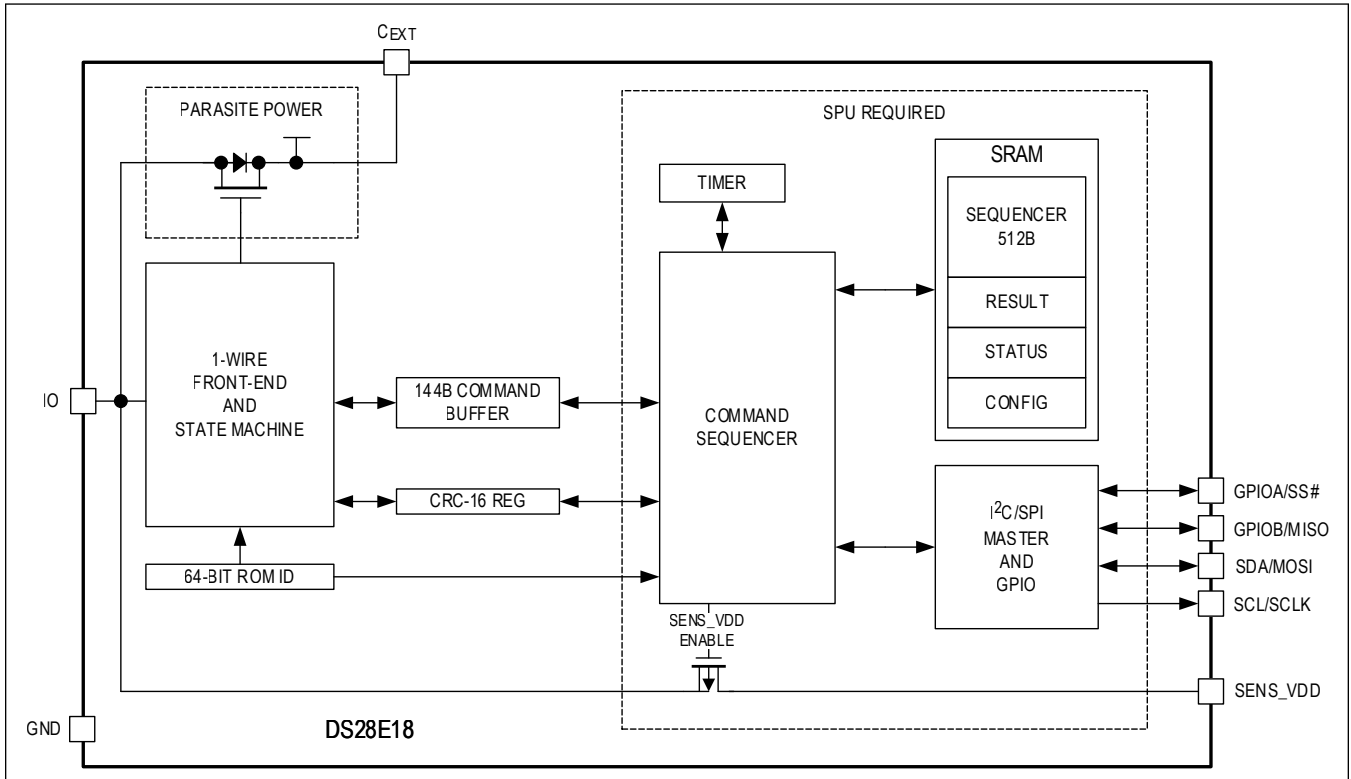 CEXT
PARASITE POWER
SPU REQUIRED
SRAM
TIMER
SEQUENCER
512B
RESULT
STATUS
CONFIG
1-WIRE
FRONT-END
AND
STATE MACHINE
IO
144B COMMAND
BUFFER
COMMAND
SEQUENCER
CRC-16 REG
64-BIT ROM ID
I2C/SPI
MASTER
AND
GPIO
GPIOA/SS#
GPIOB/MISO
SDA/MOSI
SCL/SCLK
SENS_VDD
ENABLE
SENS_VDD
GND
DS28E18